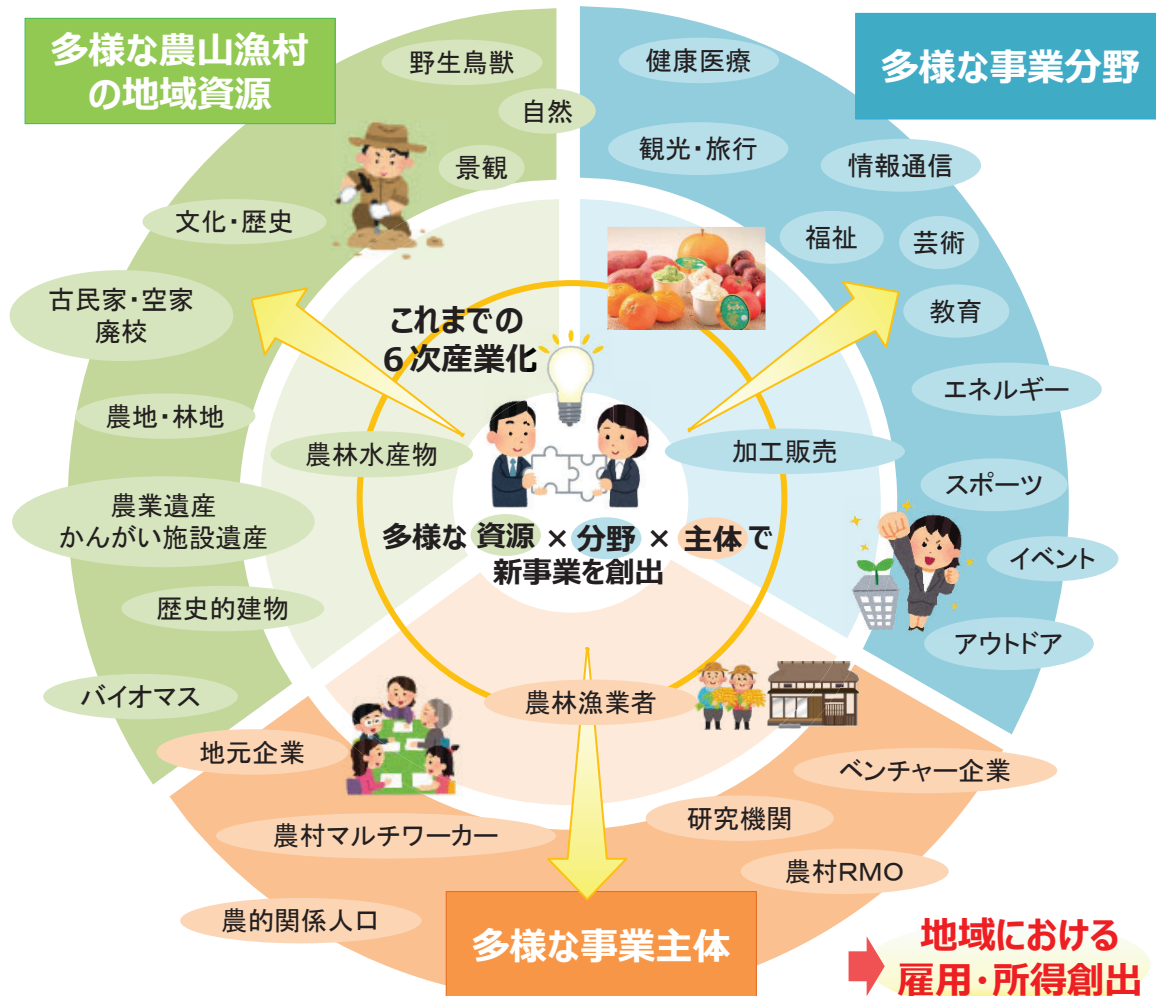 多様な農山漁村
の地域資源
野生鳥獣
自然
景観
文化・歴史
古民家・空家
廃校
農地・林地
農業遺産
かんがい施設遺産
歴史的建物
バイオマス
農林水産物
多様な事業分野
健康医療
観光・旅行
情報通信
福祉
芸術
教育
エネルギー
スポーツ
イベント
アウトドア
加工販売
これまでの
６次産業化
多様な 資源 × 分野 × 主体で
新事業を創出
農林漁業者
地元企業
ベンチャー企業
農村マルチワーカー
研究機関
農村RMO
農的関係人口
多様な事業主体
地域における
雇用・所得創出